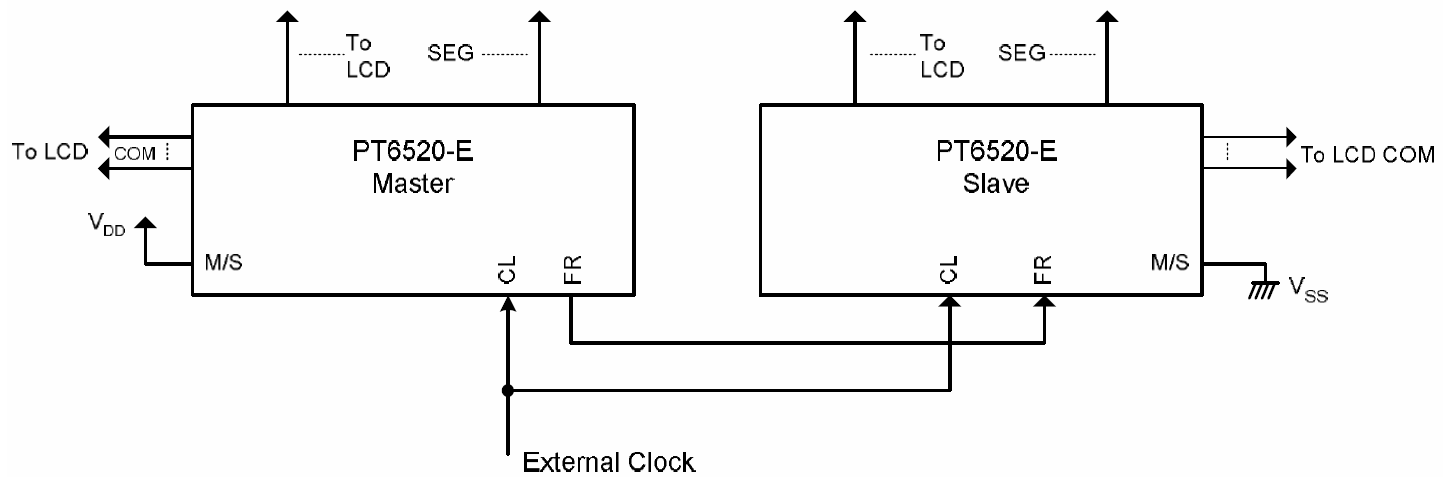 To LCD
SEG
To LCD
SEG
To LCD
COM
PT6520-E
Master
PT6520-E
Slave
To LCD COM
VDD
M/S
CL
FR
CL
FR
M/S
VSS
External Clock